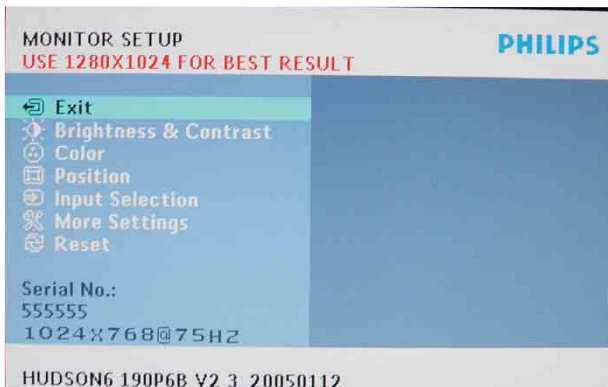 MONITOR SETUP
PHILIPS
USE 1280X1024 FOR BEST RESULT
Exit
Brightness & Contrast
Color
Position
Input Selection
More Settings
Reset
Serial No.:
555555
1024X768@75HZ
HUDSON6 190P6B V2 3 20050112